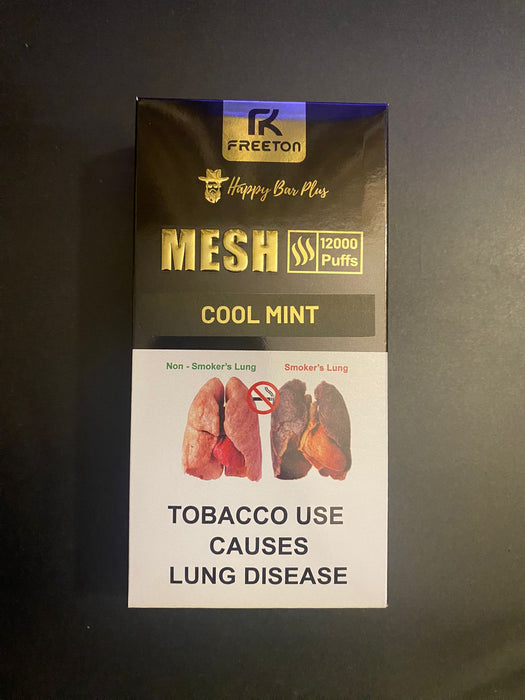 FREETON
Happy Bar Plus
MESH
12000
Puffs
COOL MINT
Non - Smoker's Lung
Smoker's Lung
TOBACCO USE
CAUSES
LUNG DISEASE